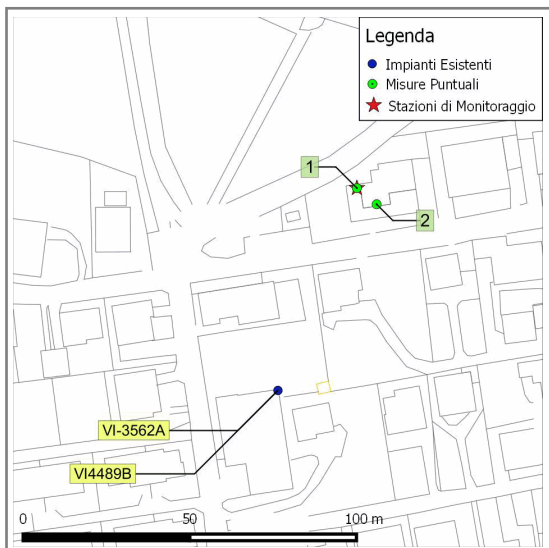 Legenda
Impianti Esistenti
Misure Puntuali
Stazioni di Monitoraggio
1
2
VI-3562A
VI4489B
0 50 100 m